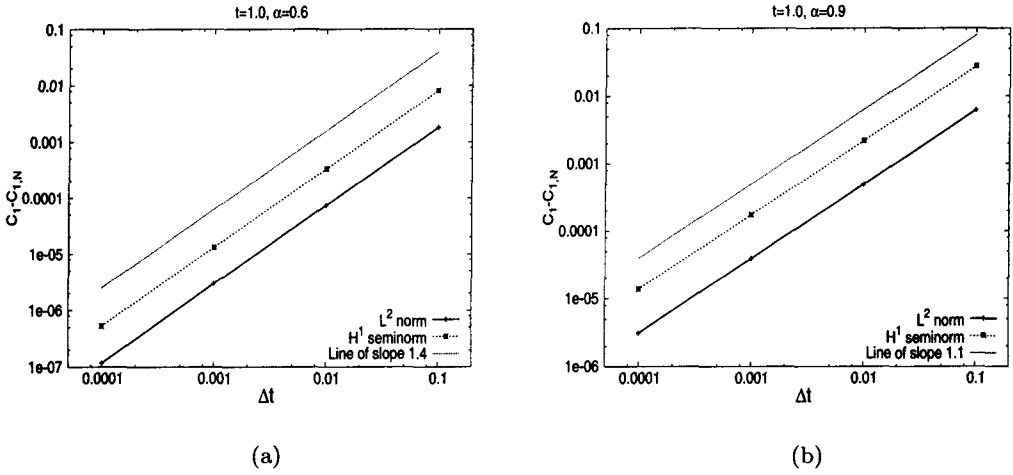 t=1.0, α=0.6
0.1
0.01
0.001
0.0001
1e-05
1e-06
1e-07
C₁-C₁,N
0.0001
0.001
0.01
0.1
Δt
L² norm
H¹ seminorm
Line of slope 1.4
(a)
t=1.0, α=0.9
0.1
0.01
0.001
0.0001
1e-05
1e-06
C₁-C₁,N
0.0001
0.001
0.01
0.1
Δt
L² norm
H¹ seminorm
Line of slope 1.1
(b)